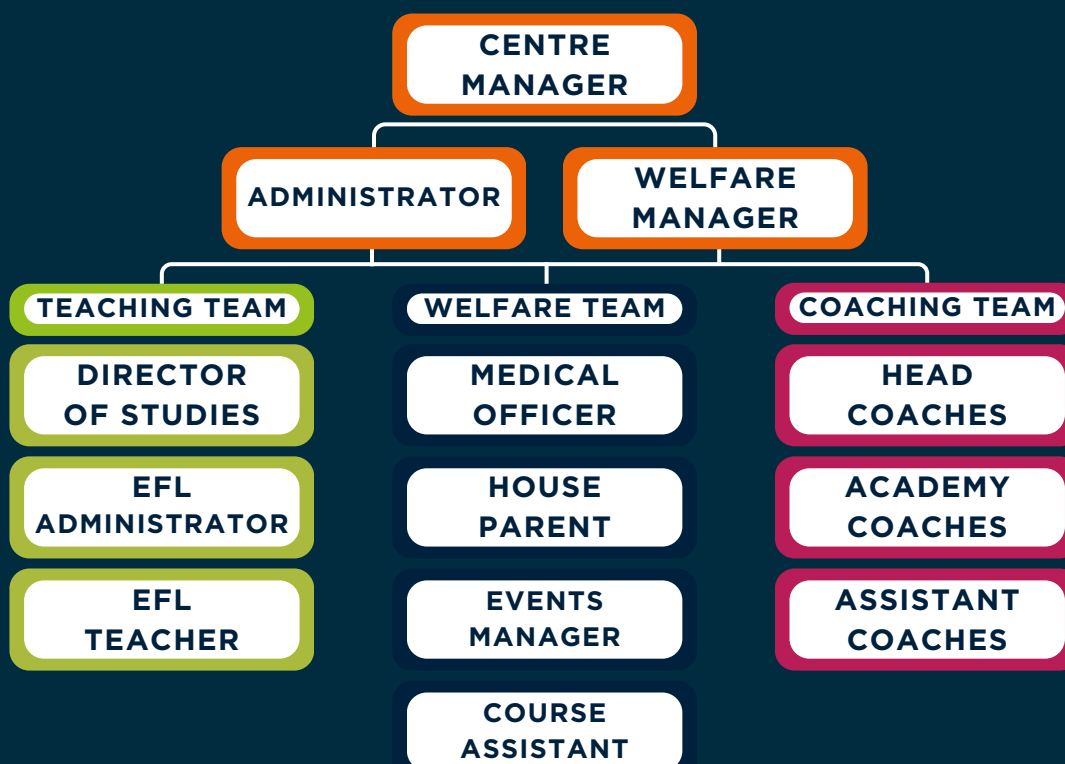 CENTRE
MANAGER
ADMINISTRATOR
WELFARE
MANAGER
TEACHING TEAM
DIRECTOR
OF STUDIES
EFL
ADMINISTRATOR
EFL
TEACHER
WELFARE TEAM
MEDICAL
OFFICER
HOUSE
PARENT
EVENTS
MANAGER
COURSE
ASSISTANT
COACHING TEAM
HEAD
COACHES
ACADEMY
COACHES
ASSISTANT
COACHES